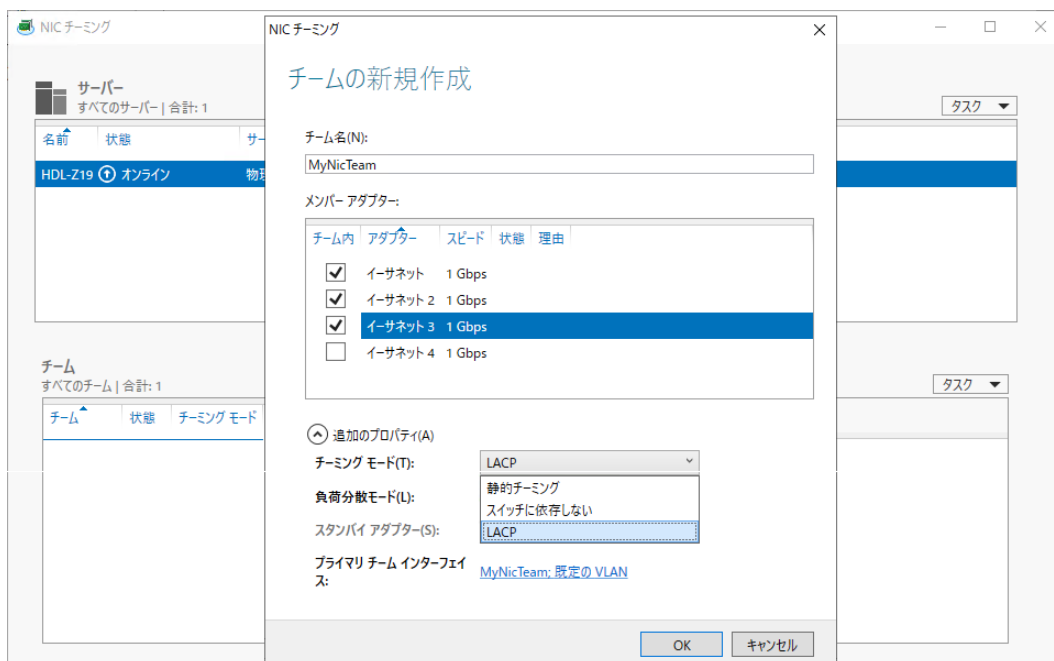 NIC チーミング
サーバー
すべてのサーバー | 合計: 1
タスク
名前 状態 サー
HDL-Z19 オンライン 物理
チーム
すべてのチーム | 合計: 1
タスク
チーム 状態 チーミング モード
NIC チーミング
チームの新規作成
チーム名(N):
MyNicTeam
メンバー アダプター:
チーム内 アダプター スピード 状態 理由
イーサネット 1 Gbps
イーサネット 2 1 Gbps
イーサネット 3 1 Gbps
イーサネット 4 1 Gbps
追加のプロパティ(A)
チーミング モード(T): LACP
静的チーミング
スイッチに依存しない
LACP
負荷分散モード(L):
スタンバイ アダプター(S):
プライマリ チーム インターフェイ
ス:
MyNicTeam; 既定の VLAN
OK キャンセル